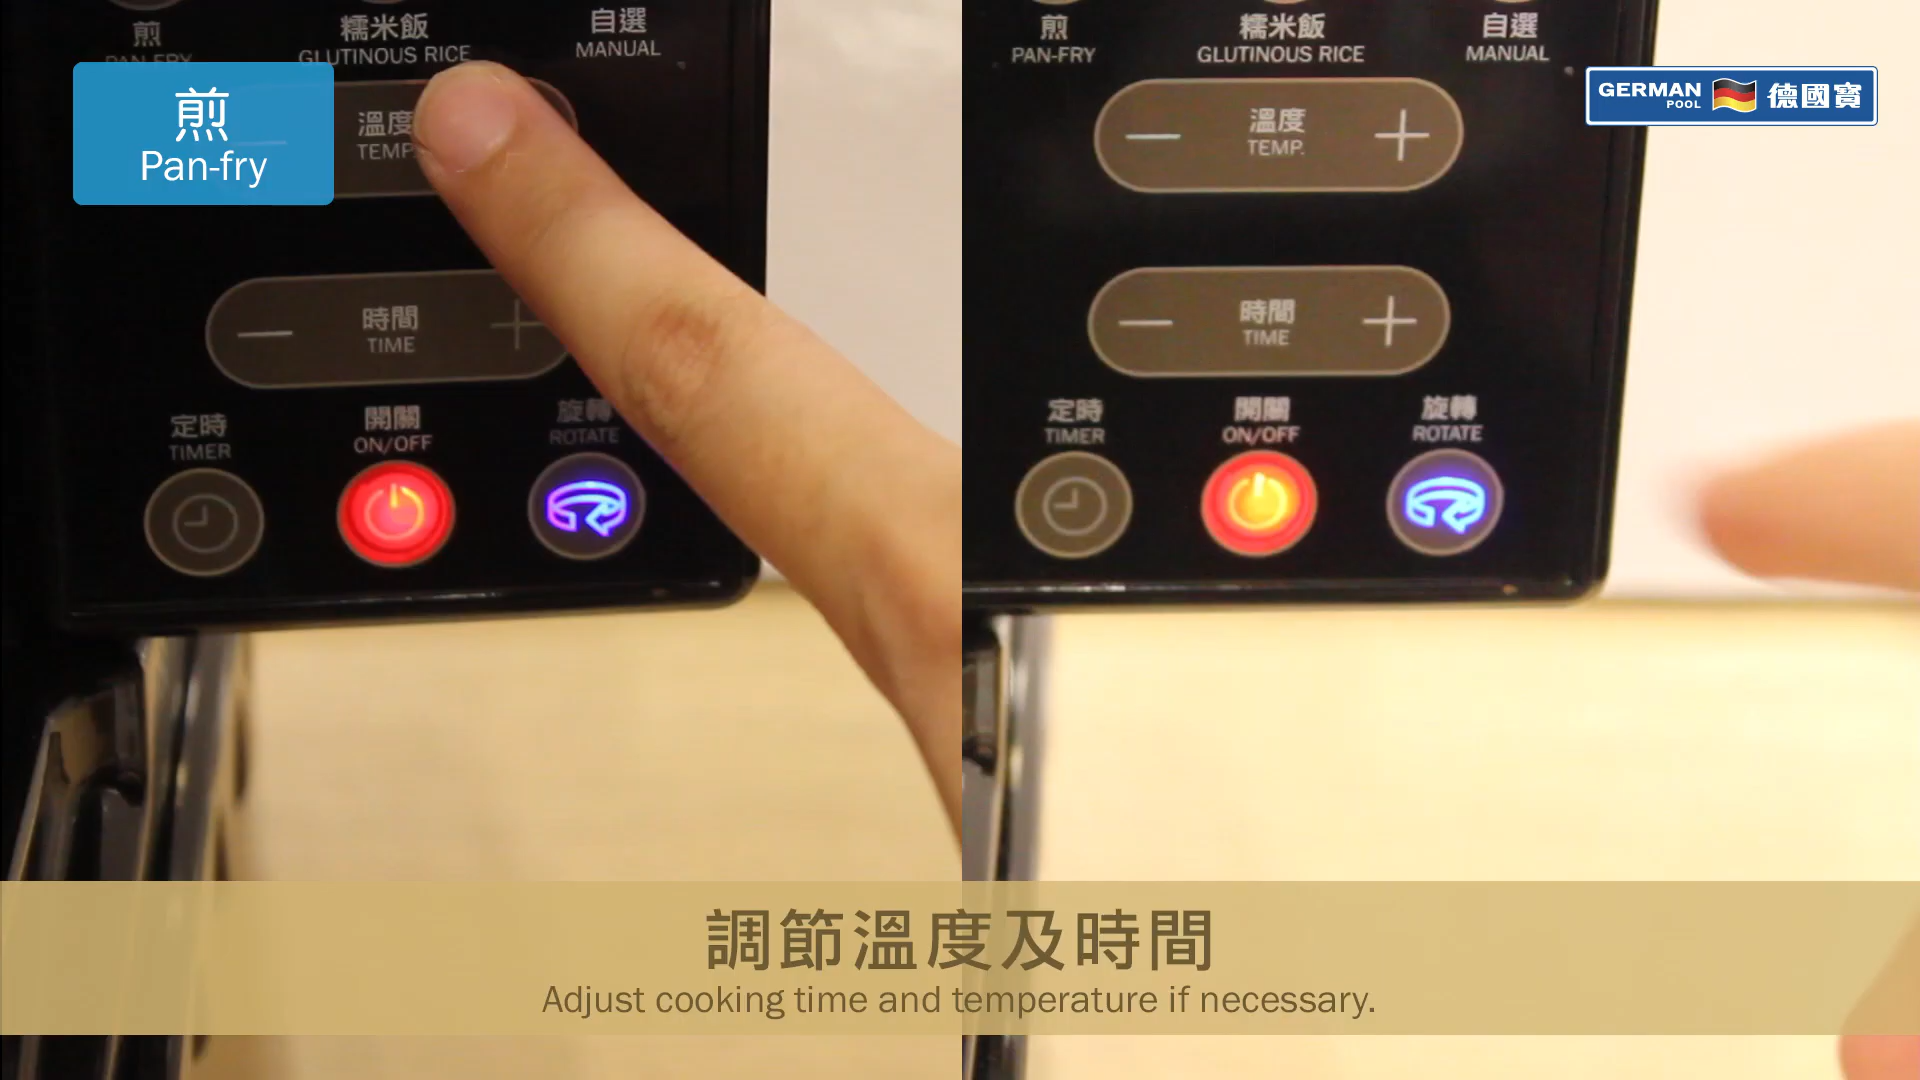 煎
PAN-FRY
糯米飯
GLUTINOUS RICE
自選
MANUAL
煎
Pan-fry
溫度
TEMP.
時間
TIME
定時
TIMER
開關
ON/OFF
旋轉
ROTATE
煎
PAN-FRY
糯米飯
GLUTINOUS RICE
自選
MANUAL
GERMAN
POOL
德國寶
溫度
TEMP.
時間
TIME
定時
TIMER
開關
ON/OFF
旋轉
ROTATE
調節溫度及時間
Adjust cooking time and temperature if necessary.